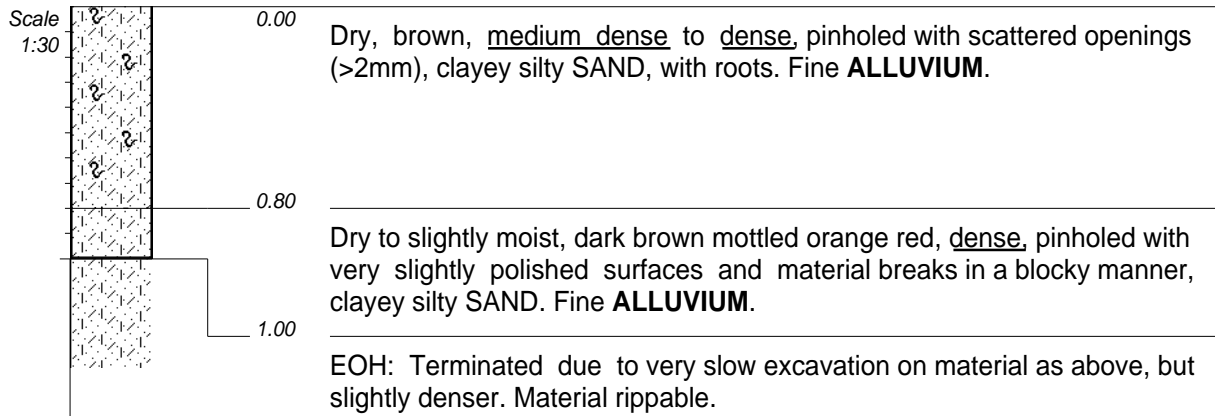 Scale
1:30
0.00
Dry, brown, medium dense to dense, pinholed with scattered openings
(>2mm), clayey silty SAND, with roots. Fine ALLUVIUM.
0.80
Dry to slightly moist, dark brown mottled orange red, dense, pinholed with
very slightly polished surfaces and material breaks in a blocky manner,
clayey silty SAND. Fine ALLUVIUM.
1.00
EOH: Terminated due to very slow excavation on material as above, but
slightly denser. Material rippable.